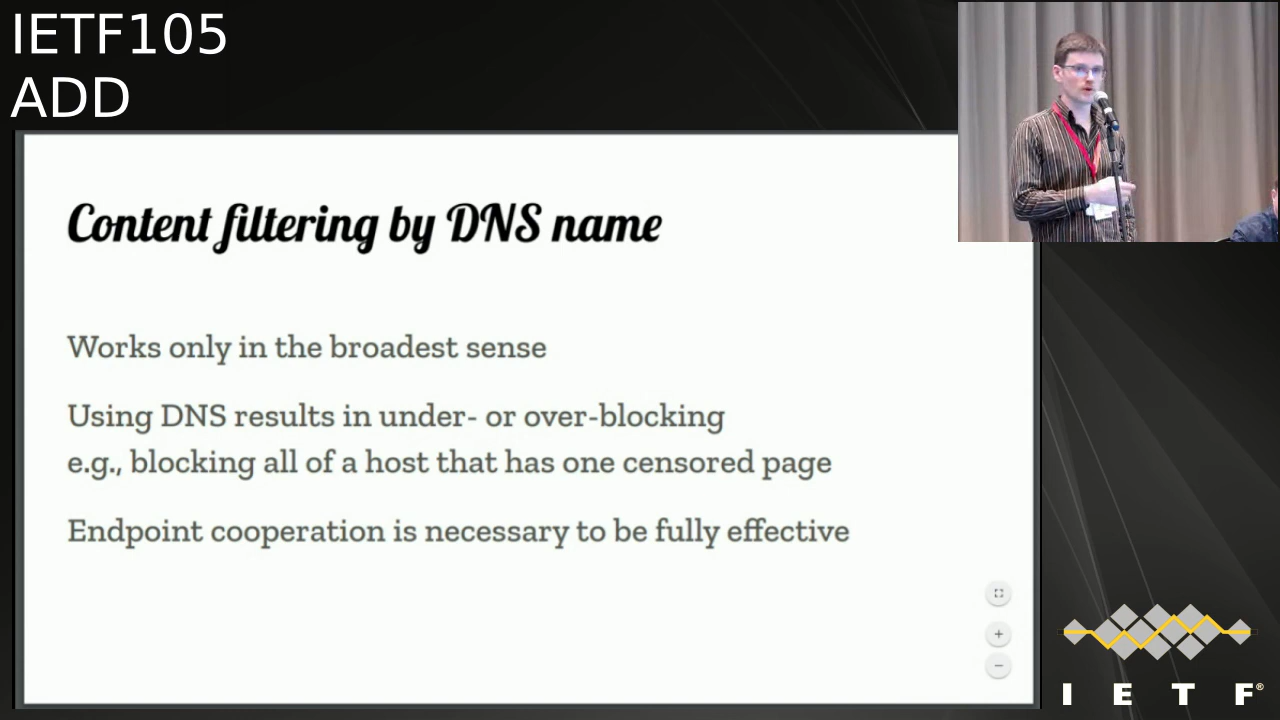 IETF105
ADD
Content filtering by DNS name
Works only in the broadest sense
Using DNS results in under- or over-blocking
e.g., blocking all of a host that has one censored page
Endpoint cooperation is necessary to be fully effective
I E T F®